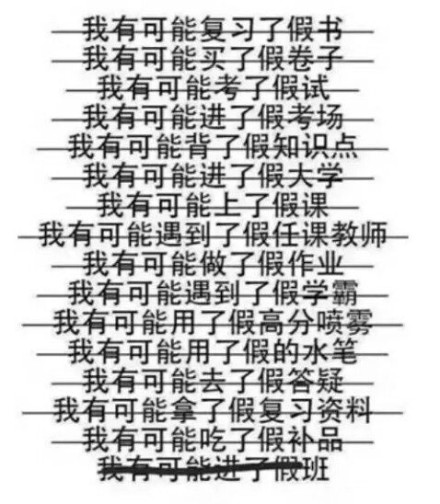 我有可能复习了假书
我有可能买了假卷子
我有可能考了假试
我有可能进了假考场
我有可能背了假知识点
我有可能进了假大学
我有可能上了假课
我有可能遇到了假任课教师
我有可能做了假作业
我有可能遇到了假学霸
我有可能用了假高分喷雾
我有可能用了假的水笔
我有可能去了假答疑
我有可能拿了假复习资料
我有可能吃了假补品
我有可能进了假班